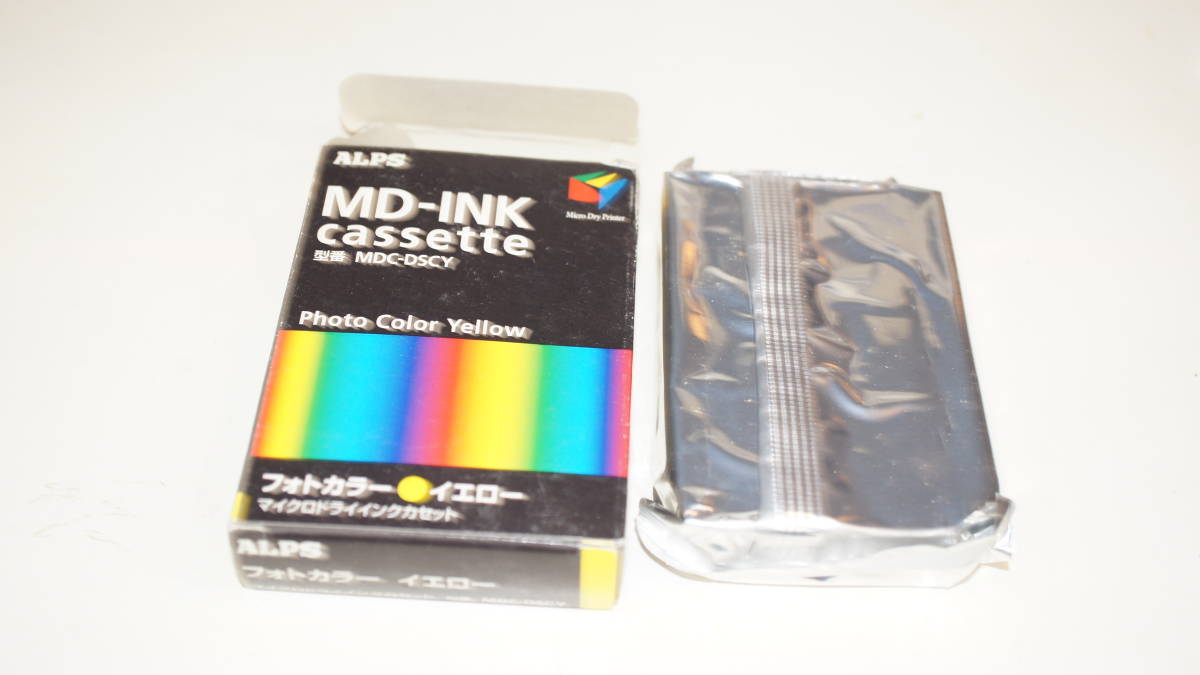 ALPS
MD-INK
cassette
型番 MDC-DSCY
Micro Dry Printer
Photo Color Yellow
フォトカラー イエロー
マイクロドライインクカセット
ALPS
フォトカラー イエロー
MDC-DSCY